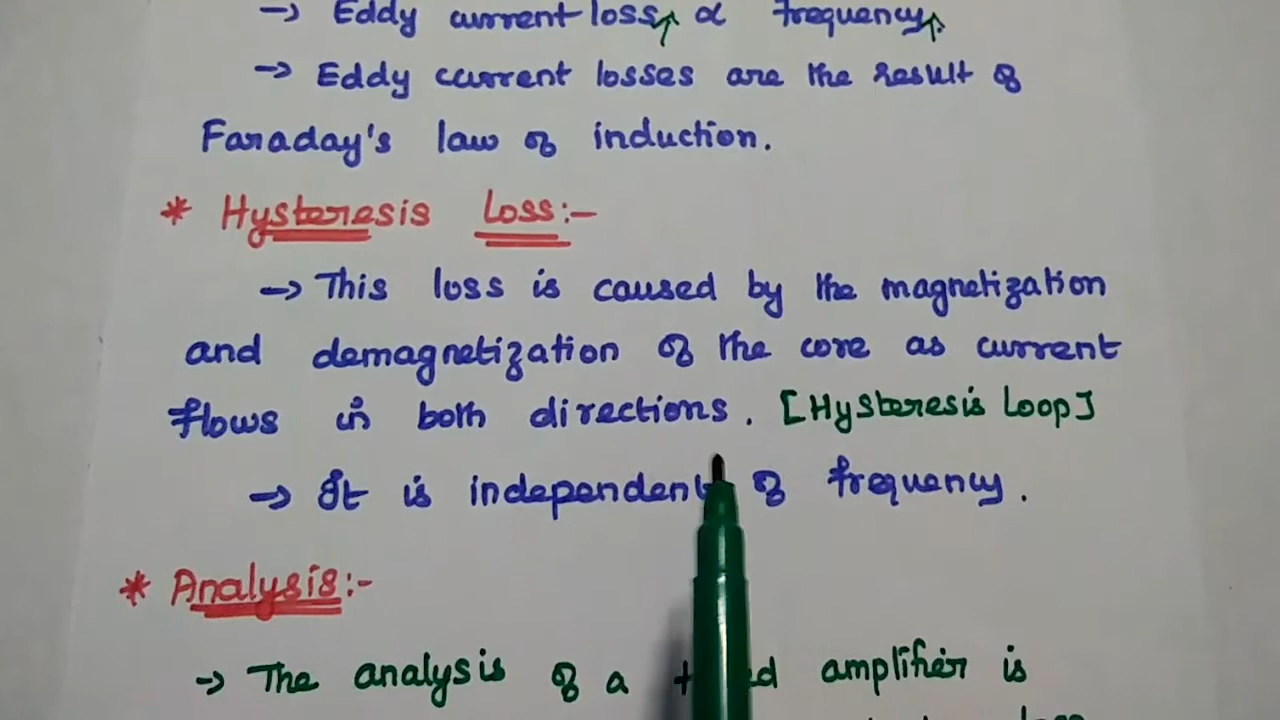 → Eddy current loss↑ ∝ frequency↑.
→ Eddy current losses are the result of
Faraday's law of induction.
* Hysteresis Loss:-
→ This loss is caused by the magnetization
and demagnetization of the core as current
flows in both directions. [Hysteresis Loop]
→ It is independent of frequency.
* Analysis:-
→ The analysis of a amplifier is